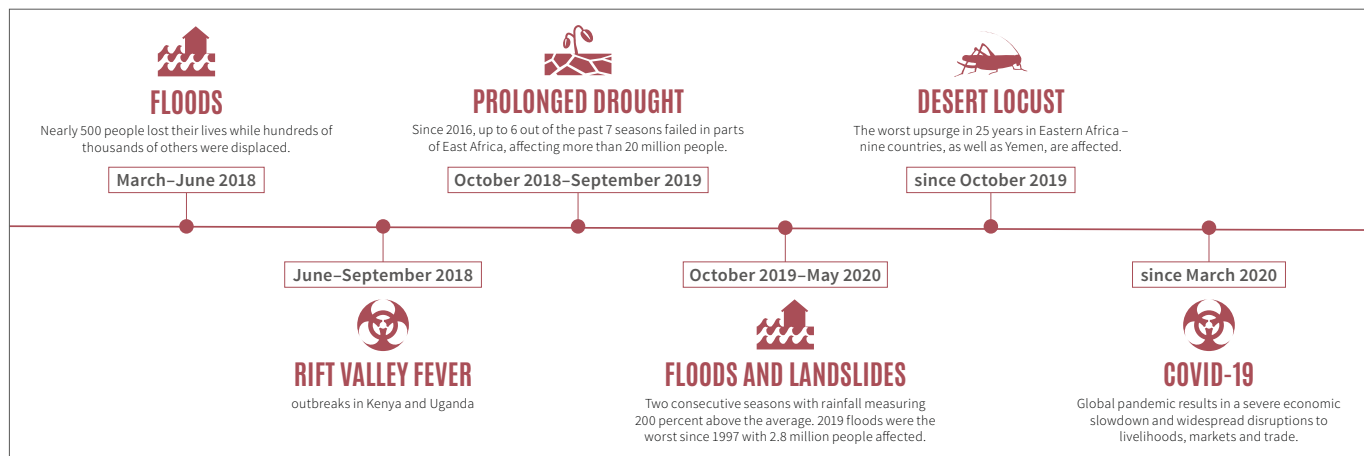 FLOODS
Nearly 500 people lost their lives while hundreds of
thousands of others were displaced.
March–June 2018
June–September 2018
RIFT VALLEY FEVER
outbreaks in Kenya and Uganda
PROLONGED DROUGHT
Since 2016, up to 6 out of the past 7 seasons failed in parts
of East Africa, affecting more than 20 million people.
October 2018–September 2019
October 2019–May 2020
FLOODS AND LANDSLIDES
Two consecutive seasons with rainfall measuring
200 percent above the average. 2019 floods were the
worst since 1997 with 2.8 million people affected.
DESERT LOCUST
The worst upsurge in 25 years in Eastern Africa –
nine countries, as well as Yemen, are affected.
since October 2019
since March 2020
COVID-19
Global pandemic results in a severe economic
slowdown and widespread disruptions to
livelihoods, markets and trade.